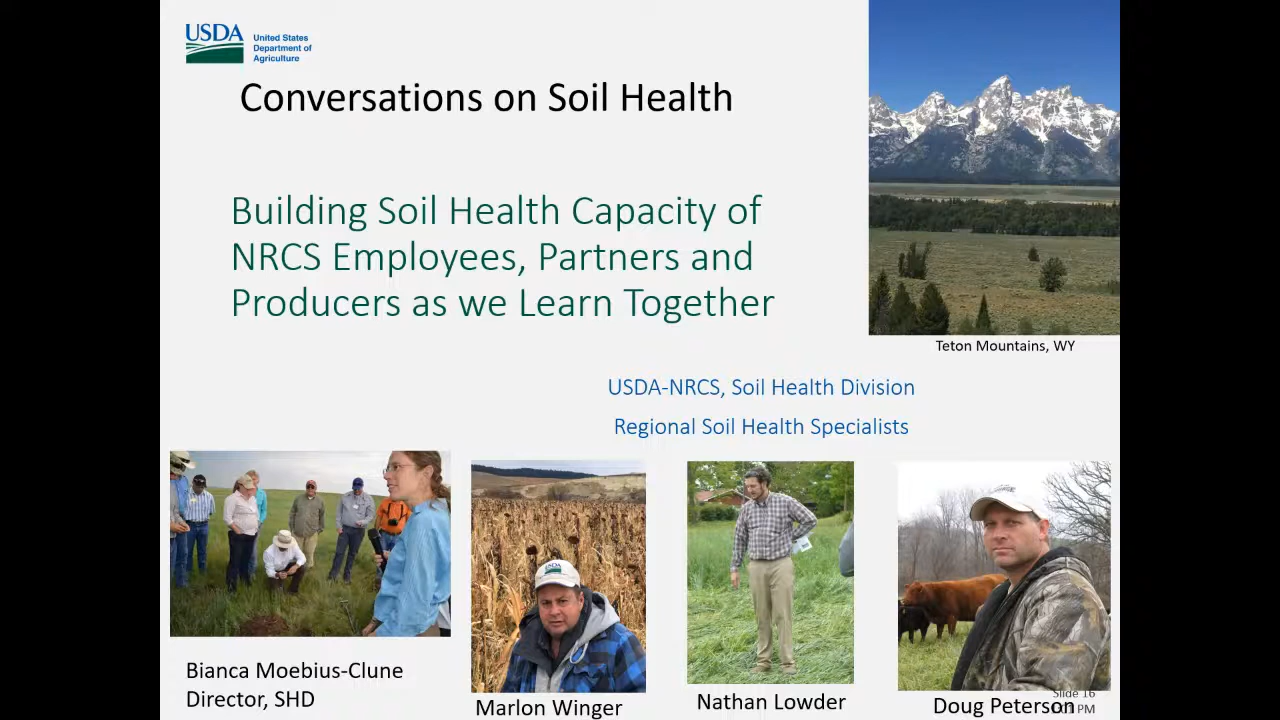 USDA
United States
Department of
Agriculture
Conversations on Soil Health
Building Soil Health Capacity of
NRCS Employees, Partners and
Producers as we Learn Together
Teton Mountains, WY
USDA-NRCS, Soil Health Division
Regional Soil Health Specialists
USDA
Bianca Moebius-Clune
Director, SHD
Marlon Winger
Nathan Lowder
Doug Peterson
Slide 16
PM